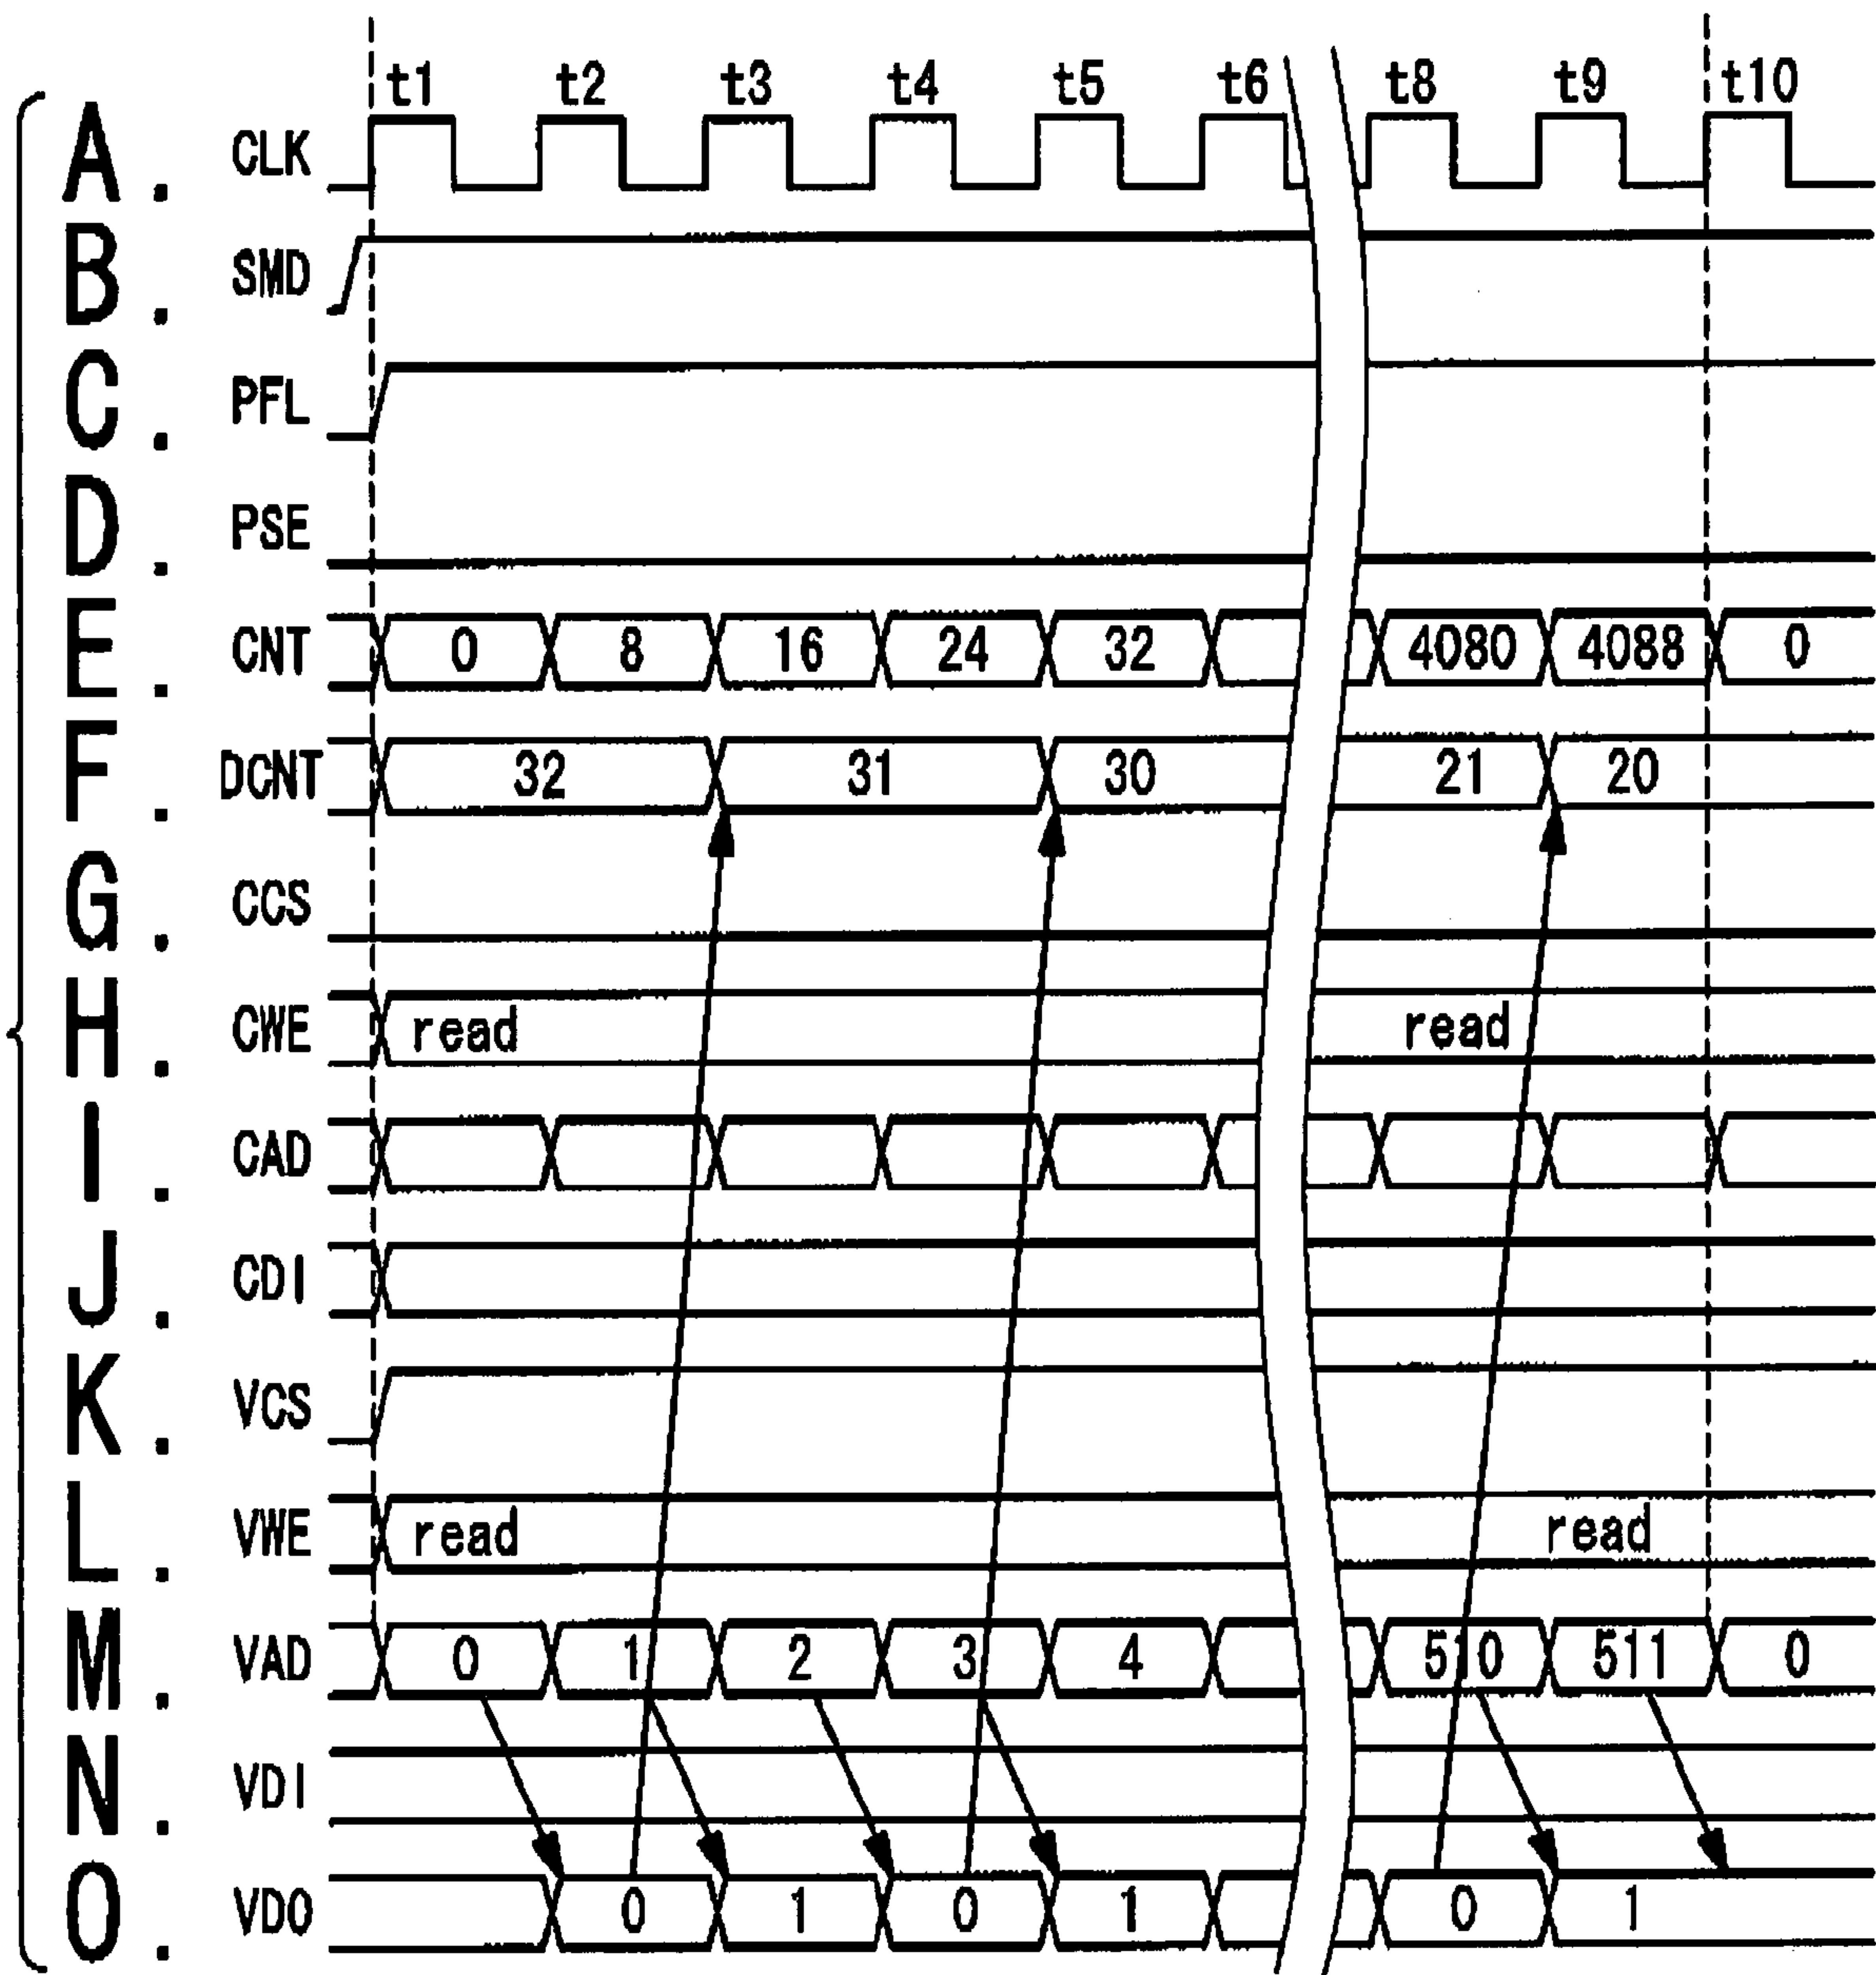 t1 t2 t3 t4 t5 t6 t8 t9 t10
A. CLK
B. SMD
C. PFL
D. PSE
E. CNT 0 8 16 24 32 4080 4088 0
F. DCNT 32 31 30 21 20
G. CCS
H. CWE read read
I. CAD
J. CDI
K. VCS
L. VWE read read
M. VAD 0 1 2 3 4 510 511 0
N. VDI
O. VDO 0 1 0 1 0 1